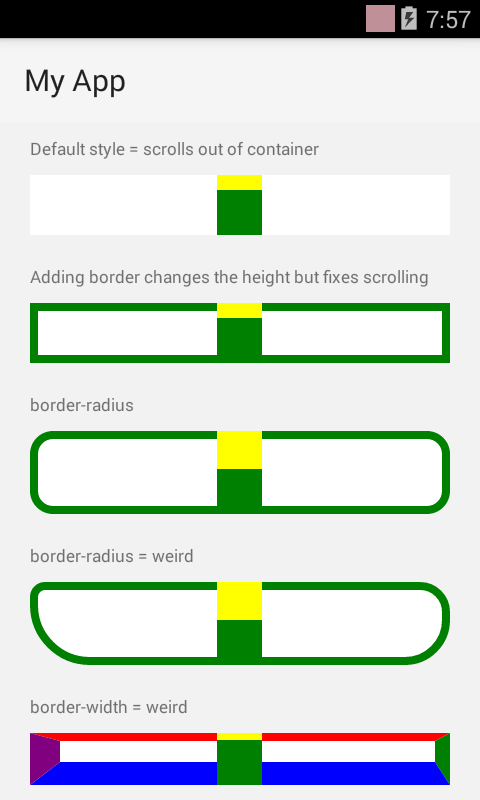 7:57
My App
Default style = scrolls out of container
Adding border changes the height but fixes scrolling
border-radius
border-radius = weird
border-width = weird